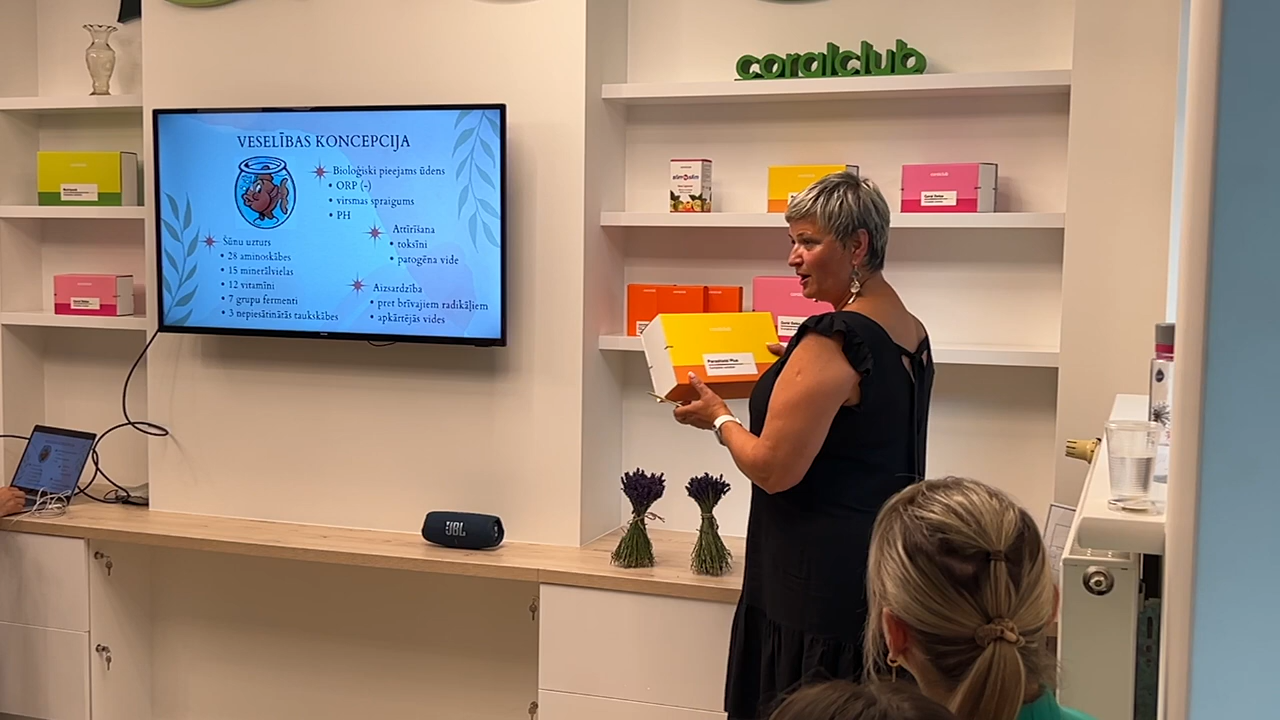 coralclub
VESELĪBAS KONCEPCIJA
Bioloģiski pieejams ūdens
• ORP (-)
• virsmas spraigums
• PH
Attīrīšana
• toksīni
• patogēna vide
Šūnu uzturs
• 28 aminoskābes
• 15 minerālvielas
• 12 vitamīni
• 7 grupu fermenti
• 3 nepiesātinātās taukskābes
Aizsardzība
• pret brīvajiem radikāļiem
• apkārtējās vides
Parashield Plus
JBL